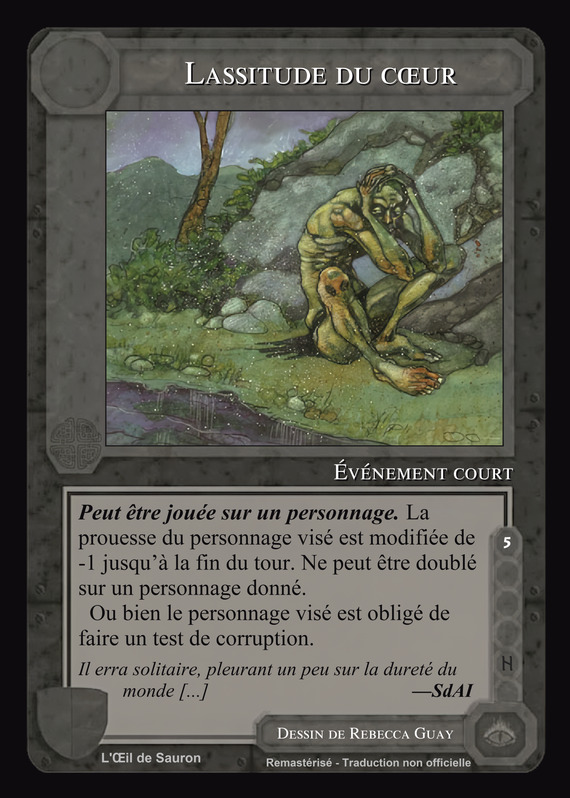 Lassitude du cœur
Événement court
Peut être jouée sur un personnage. La
prouesse du personnage visé est modifiée de
-1 jusqu'à la fin du tour. Ne peut être doublé
sur un personnage donné.
Ou bien le personnage visé est obligé de
faire un test de corruption.
5
Il erra solitaire, pleurant un peu sur la dureté du
monde [...] —SdAI
Dessin de Rebecca Guay
L'Œil de Sauron
Remastérisé - Traduction non officielle